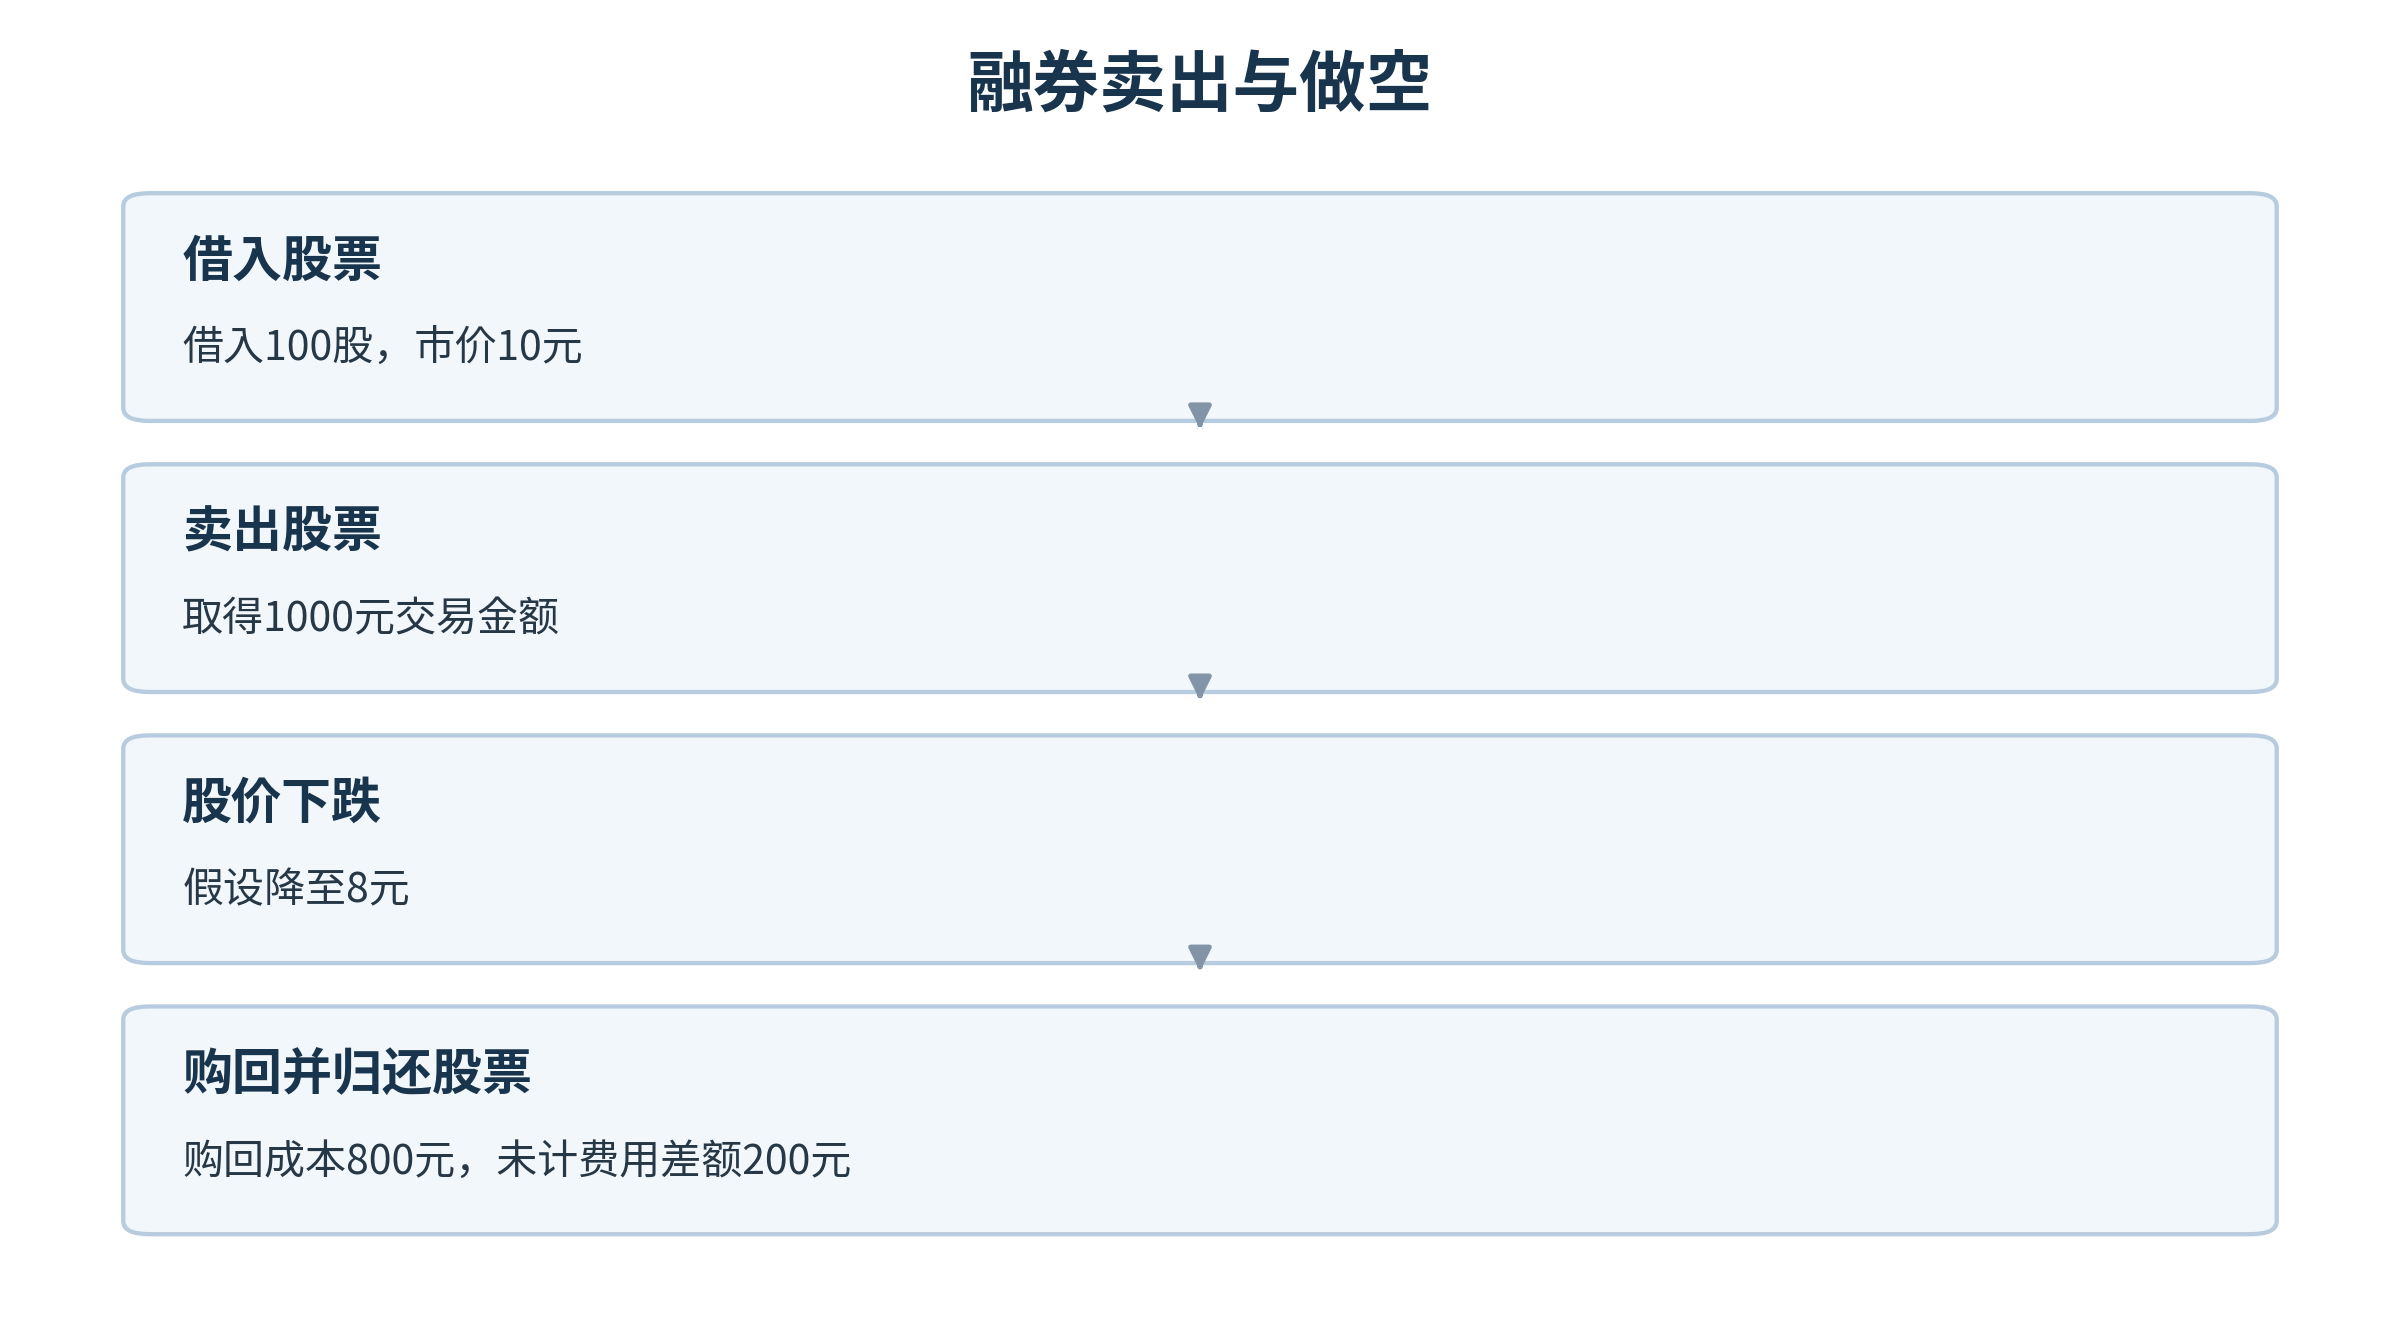 融券卖出与做空
借入股票
借入100股，市价10元
卖出股票
取得1000元交易金额
股价下跌
假设降至8元
购回并归还股票
购回成本800元，未计费用差额200元